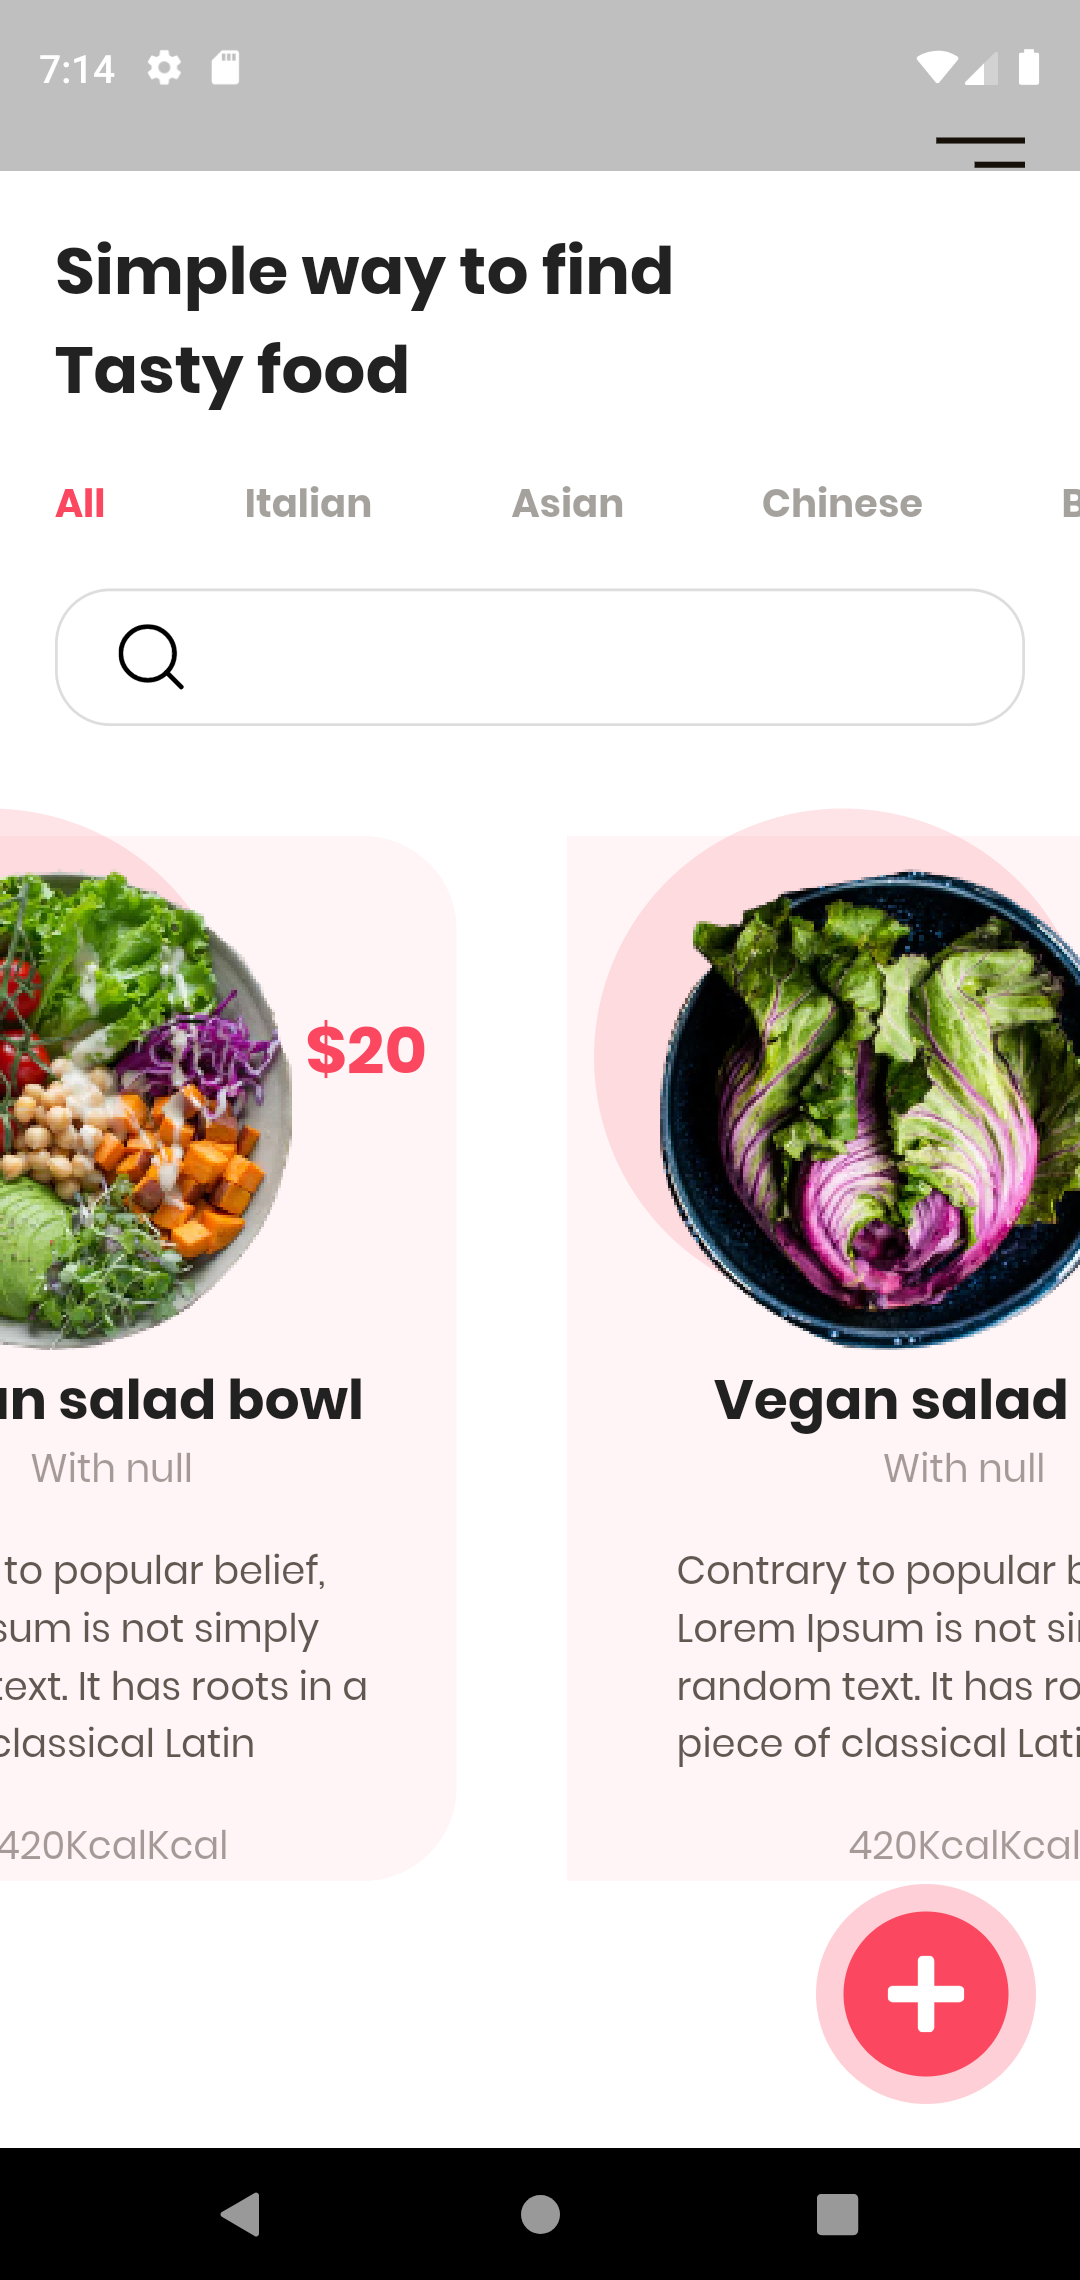 7:14
Simple way to find
Tasty food
All Italian Asian Chinese B
$20
an salad bowl
With null
to popular belief,
sum is not simply
text. It has roots in a
classical Latin
420KcalKcal
Vegan salad
With null
Contrary to popular b
Lorem Ipsum is not si
random text. It has ro
piece of classical Lati
420KcalKcal